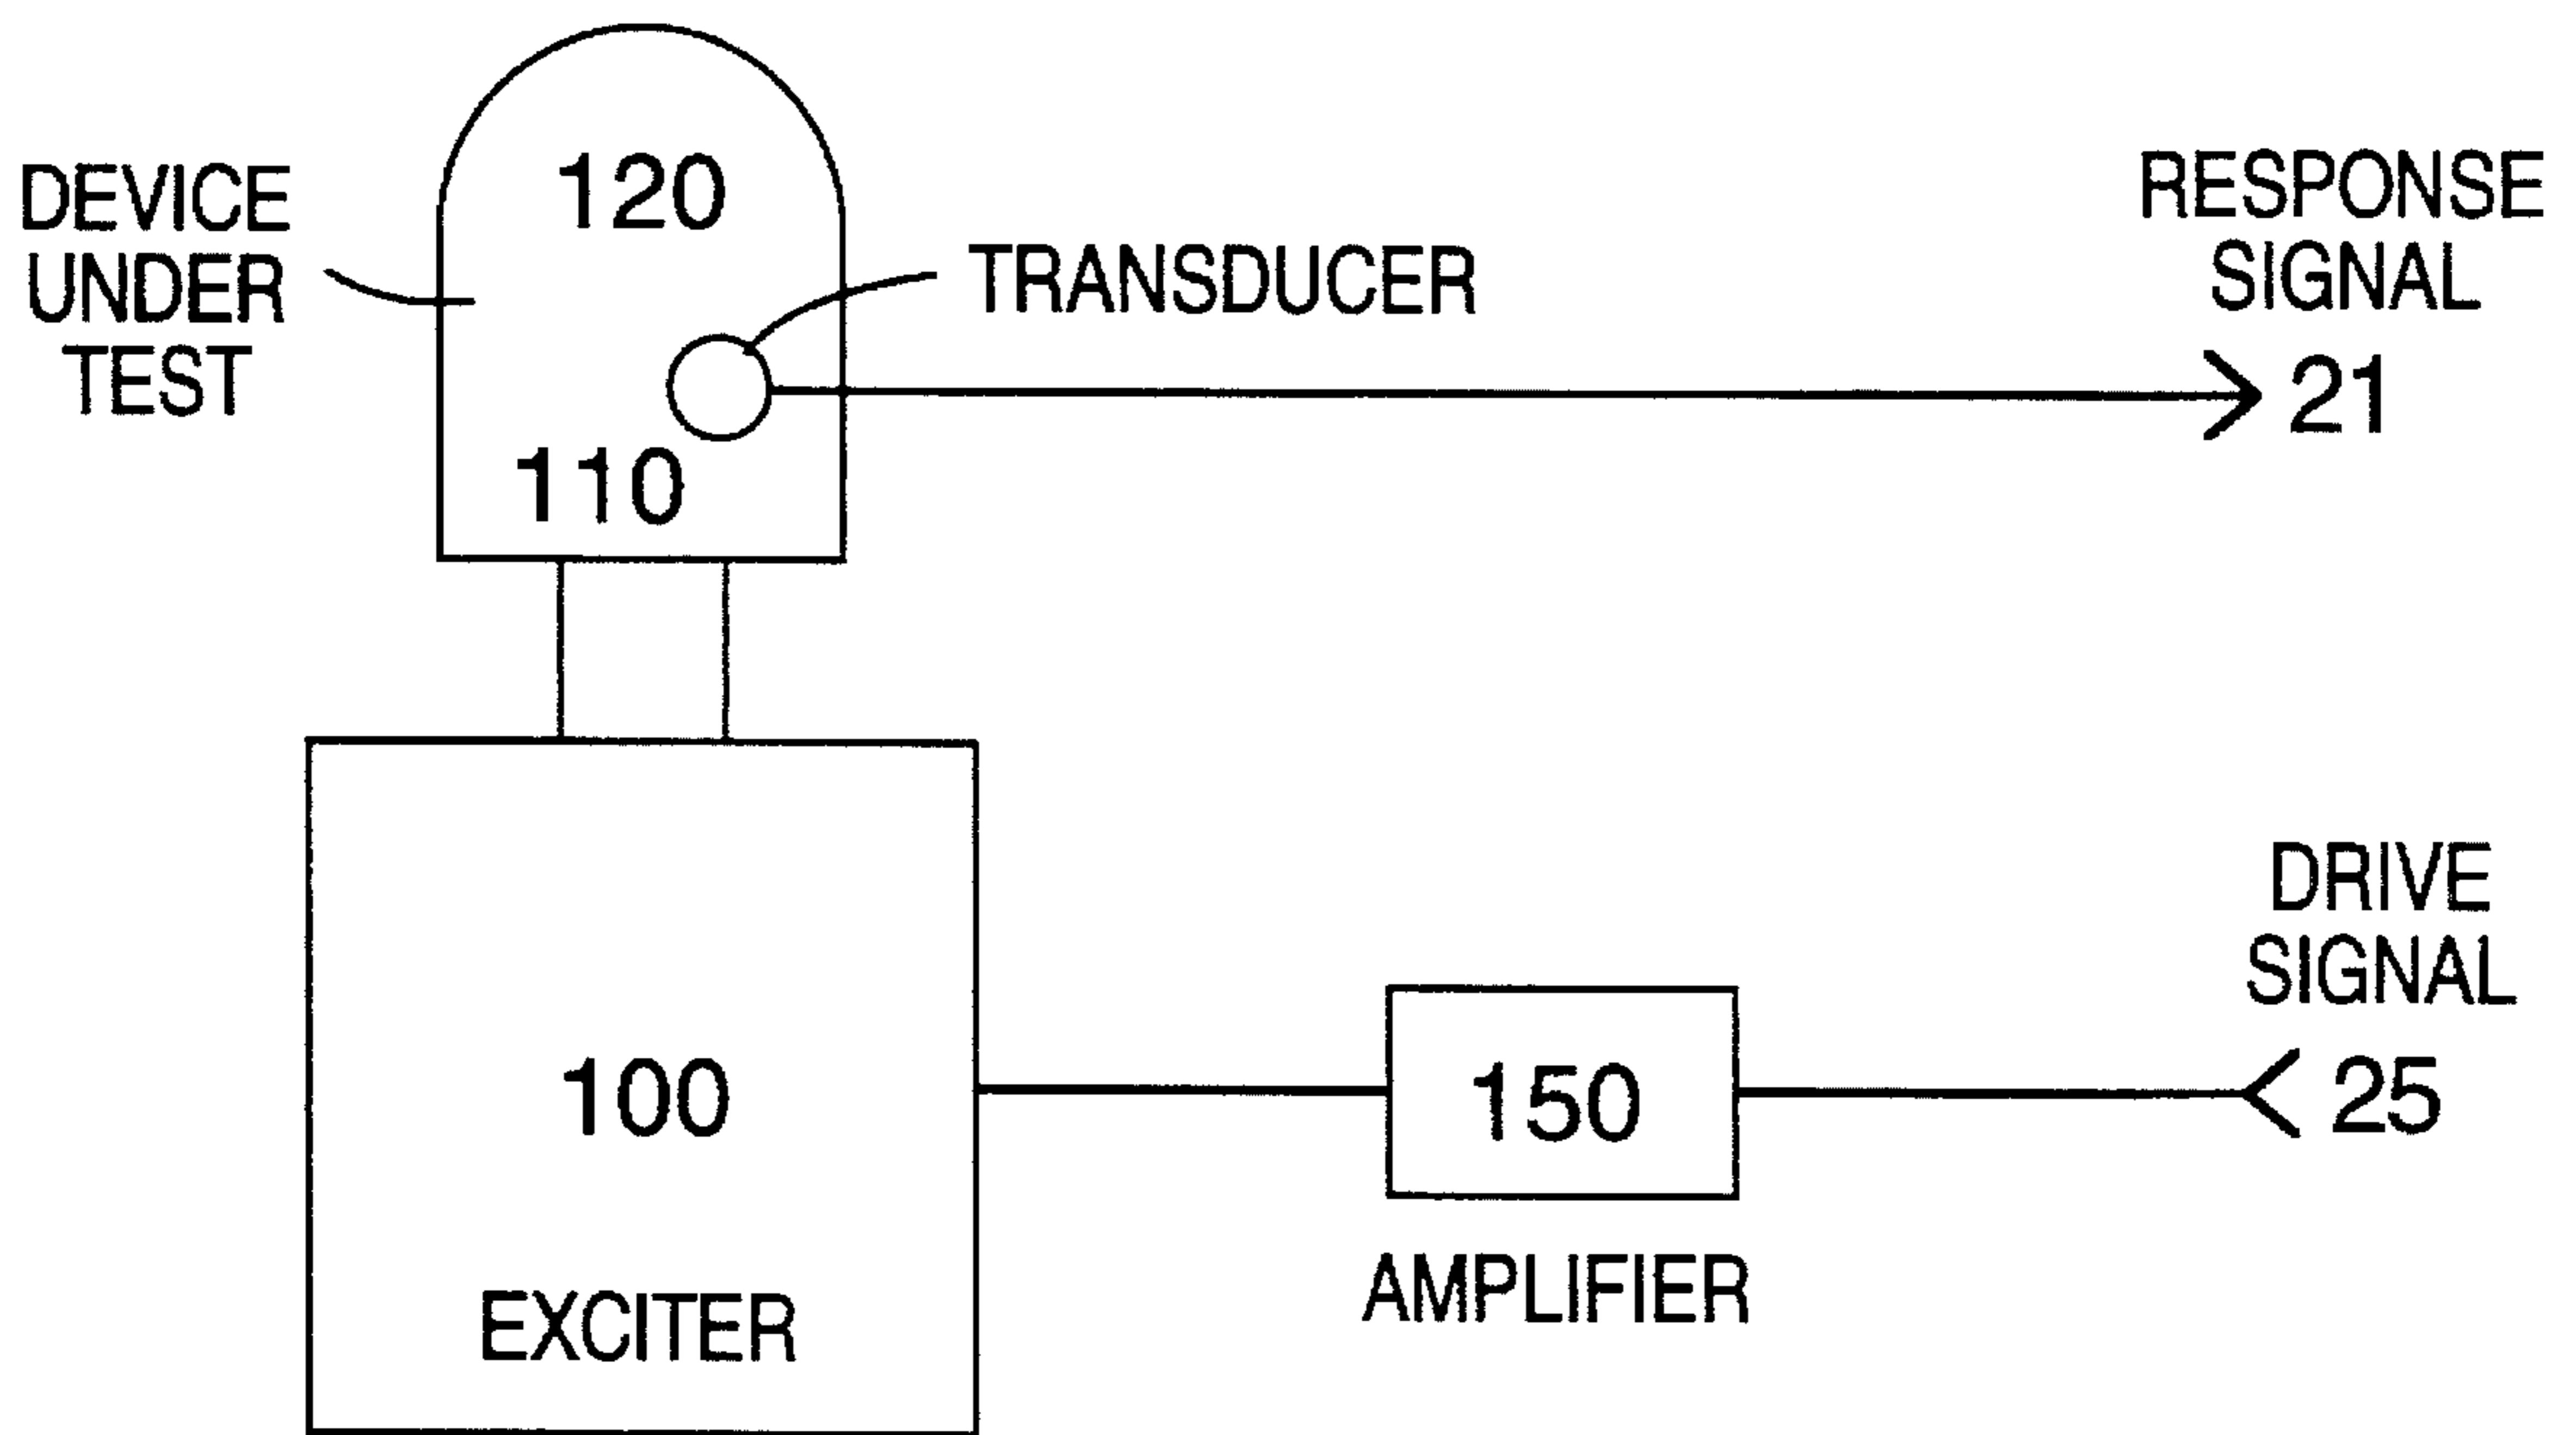 DEVICE
UNDER
TEST
120
TRANSDUCER
110
RESPONSE
SIGNAL
21
100
EXCITER
150
AMPLIFIER
DRIVE
SIGNAL
25